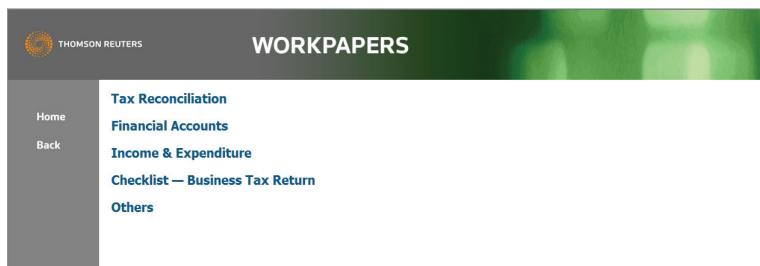 THOMSON REUTERS
WORKPAPERS
Home
Back
Tax Reconciliation
Financial Accounts
Income & Expenditure
Checklist — Business Tax Return
Others